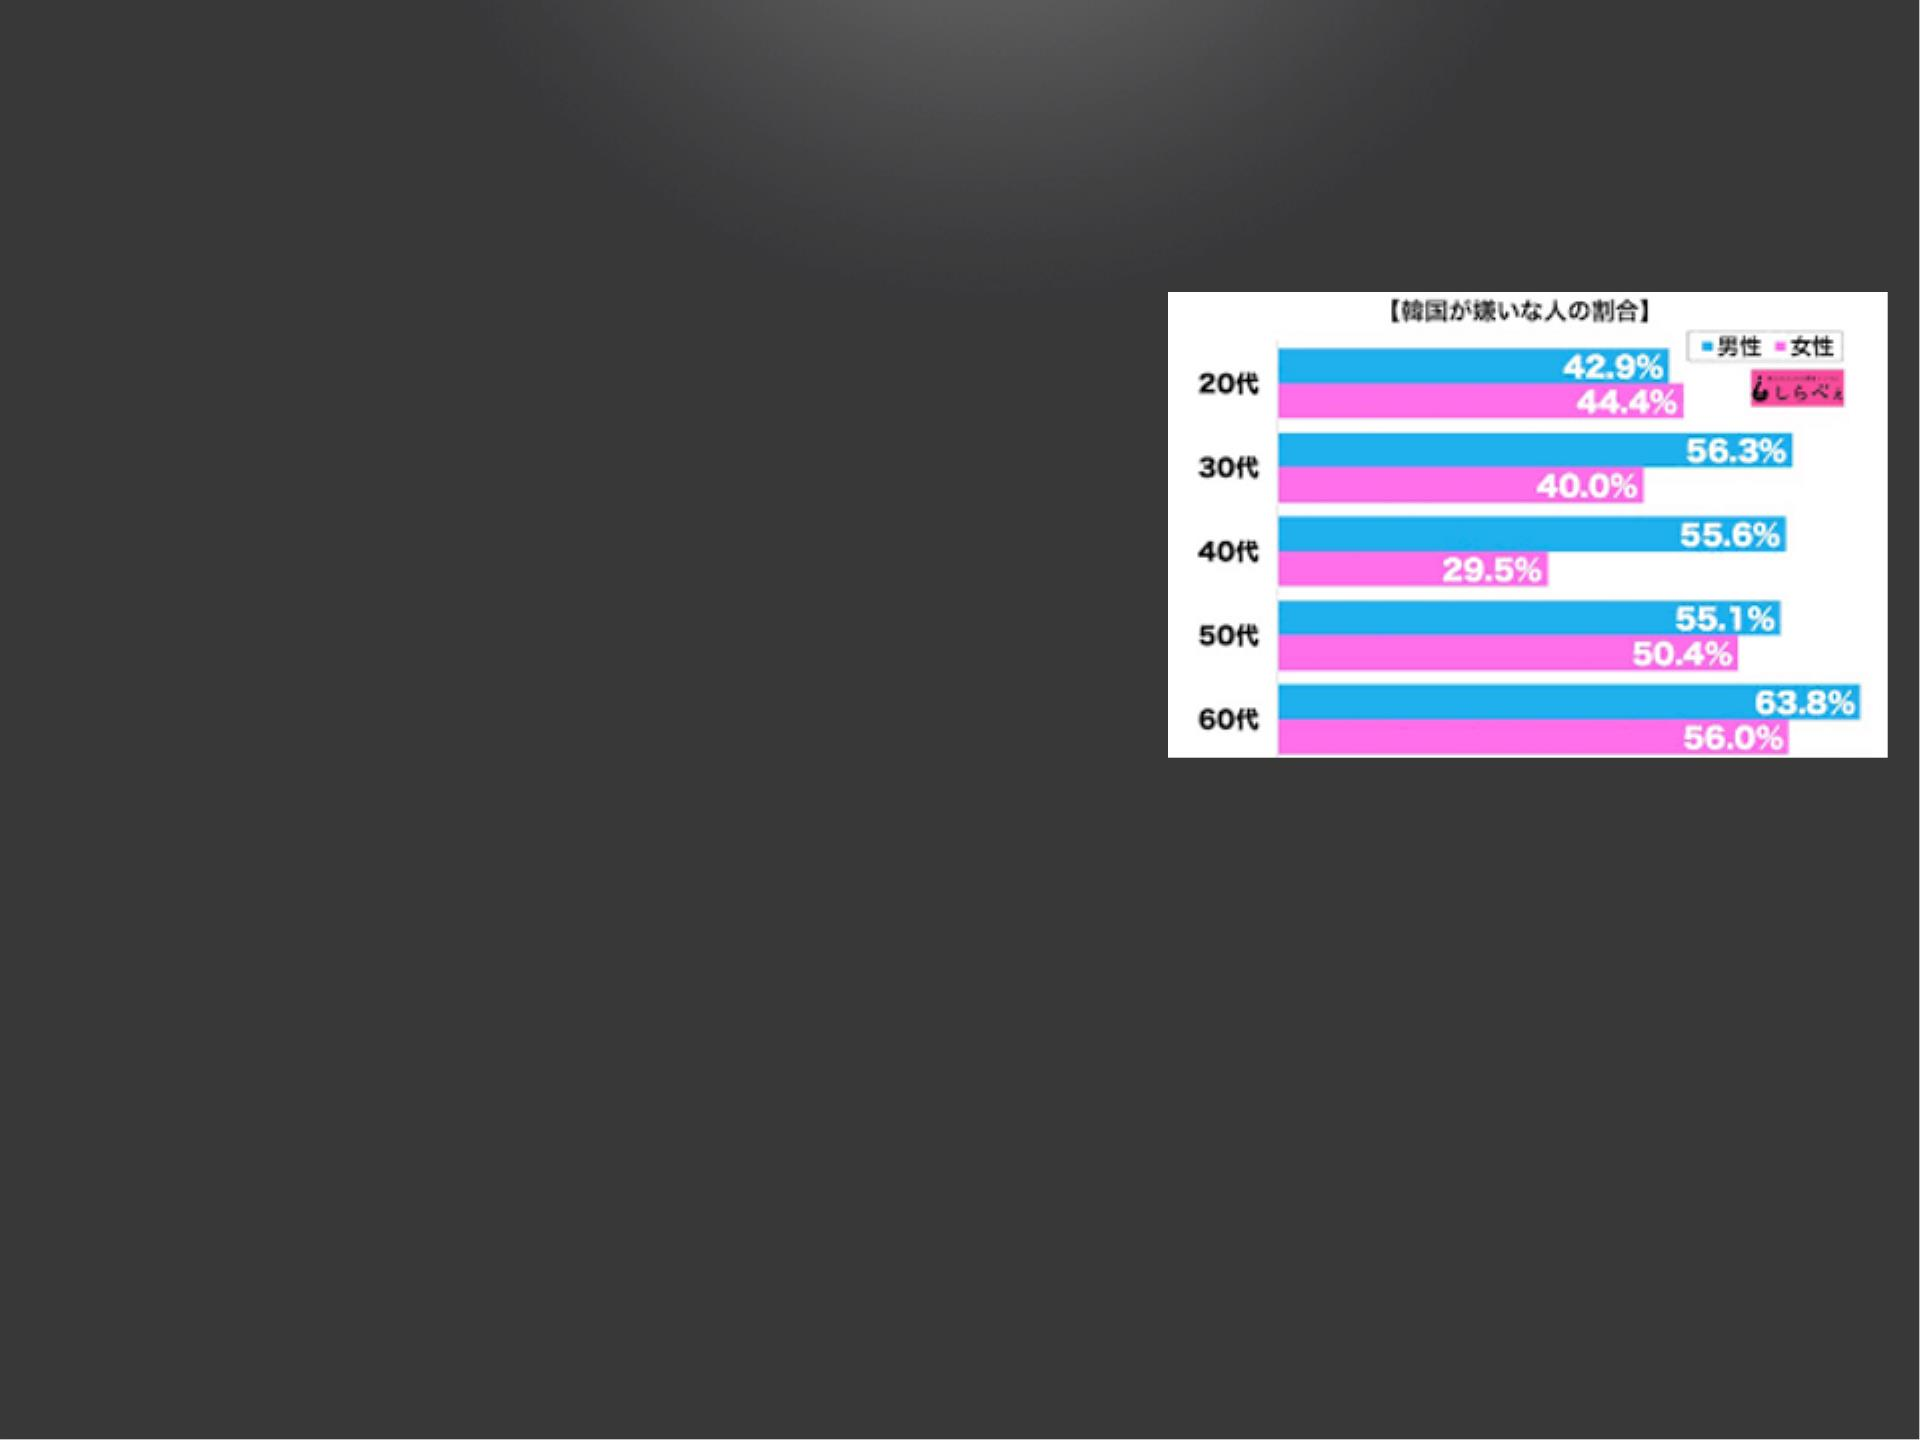 【韓国が嫌いな人の割合】
男性 女性
しらべぇ
20代
42.9%
44.4%
30代
56.3%
40.0%
40代
55.6%
29.5%
50代
55.1%
50.4%
60代
63.8%
56.0%